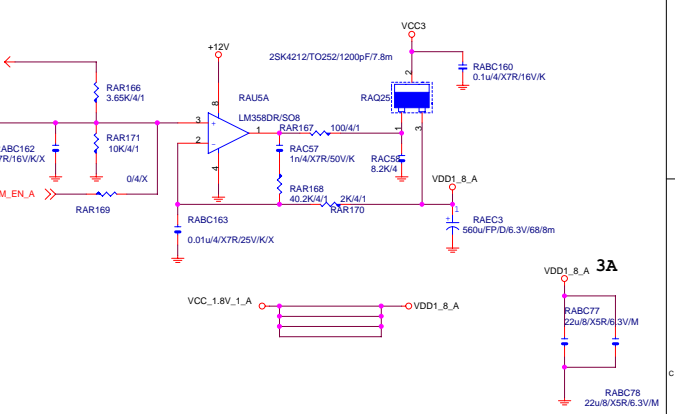 VCC3
+12V
2SK4212/TO252/1200pF/7.8m
2
RABC160
0.1u/4/X7R/16V/K
RAR166
3.65K/4/1
8
RAU5A
RAQ25
LM358DR/SO8
3
+
1
RAR167
100/4/1
1
3
ABC162
7R/16V/K/X
RAR171
10K/4/1
2
-
4
RAC57
1n/4/X7R/50V/K
RAC58
8.2K/4
0/4/X
M_EN_A
RAR169
RAR168
40.2K/4/1
2K/4/1
RAR170
VDD1_8_A
1
+
RAEC3
560u/FP/D/6.3V/68/8m
RABC163
0.01u/4/X7R/25V/K/X
VCC_1.8V_1_A
VDD1_8_A
VDD1_8_A
3A
RABC77
22u/8/X5R/6.3V/M
C
RABC78
22u/8/X5R/6.3V/M